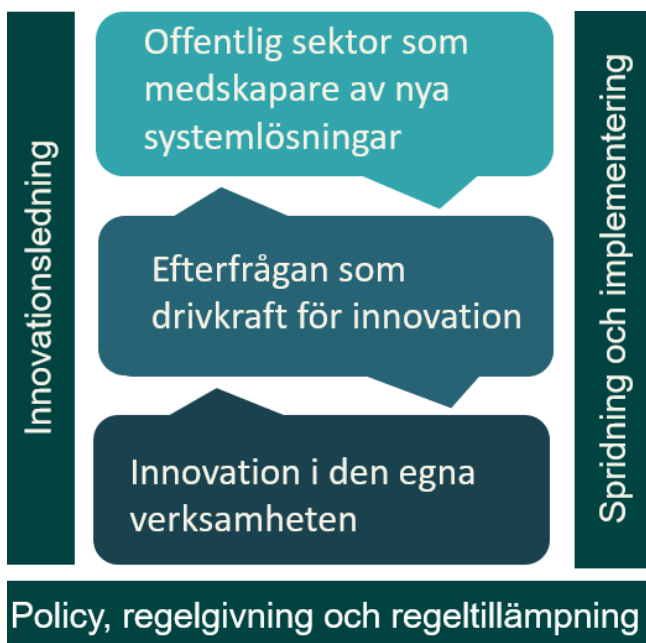 Innovationsledning
Offentlig sektor som
medskapare av nya
systemlösningar
Efterfrågan som
drivkraft för innovation
Innovation i den egna
verksamheten
Spridning och implementering
Policy, regelgivning och regeltillämpning